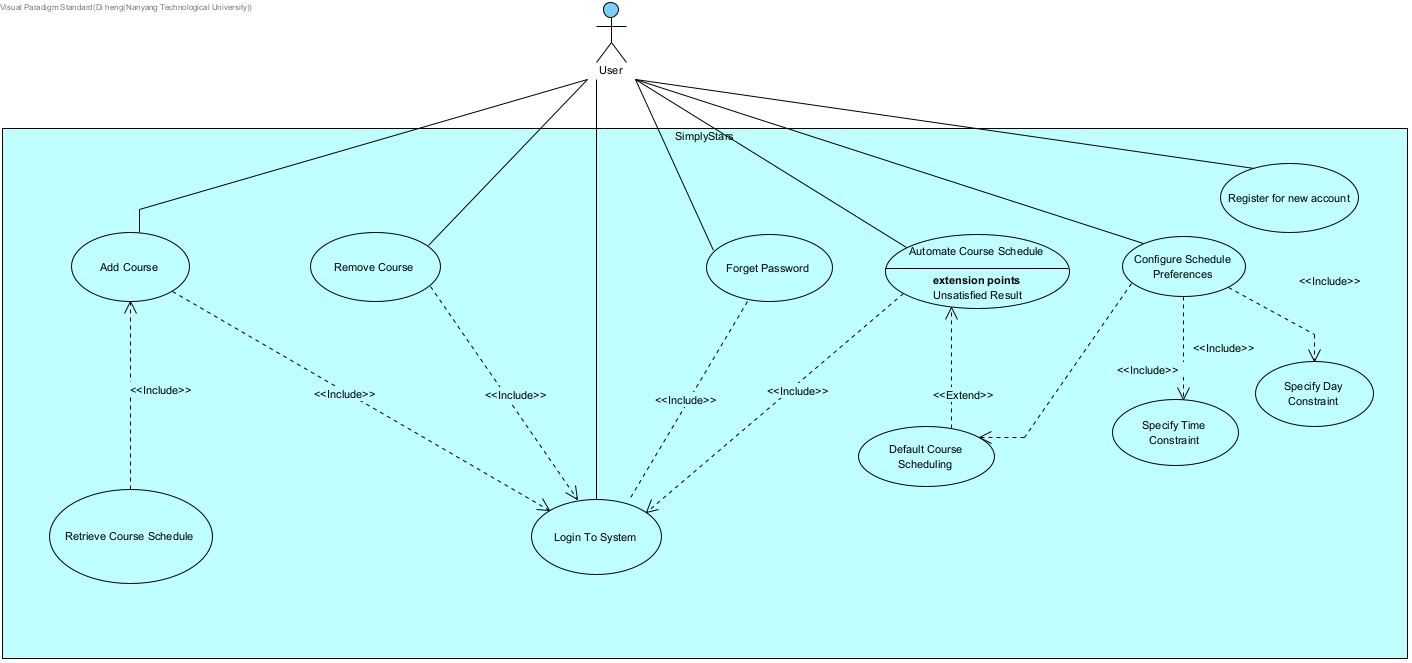 Visual Paradigm Standard(Di heng(Nanyang Technological University))
User
SimplyStars
Register for new account
Add Course
Remove Course
Forget Password
Automate Course Schedule
extension points
Unsatisfied Result
Configure Schedule
Preferences
<<Include>>
<<Include>>
<<Include>>
<<Include>>
<<Include>>
<<Include>>
<<Include>>
<<Include>>
<<Extend>>
<<Include>>
Specify Day
Constraint
Specify Time
Constraint
Default Course
Scheduling
Retrieve Course Schedule
Login To System